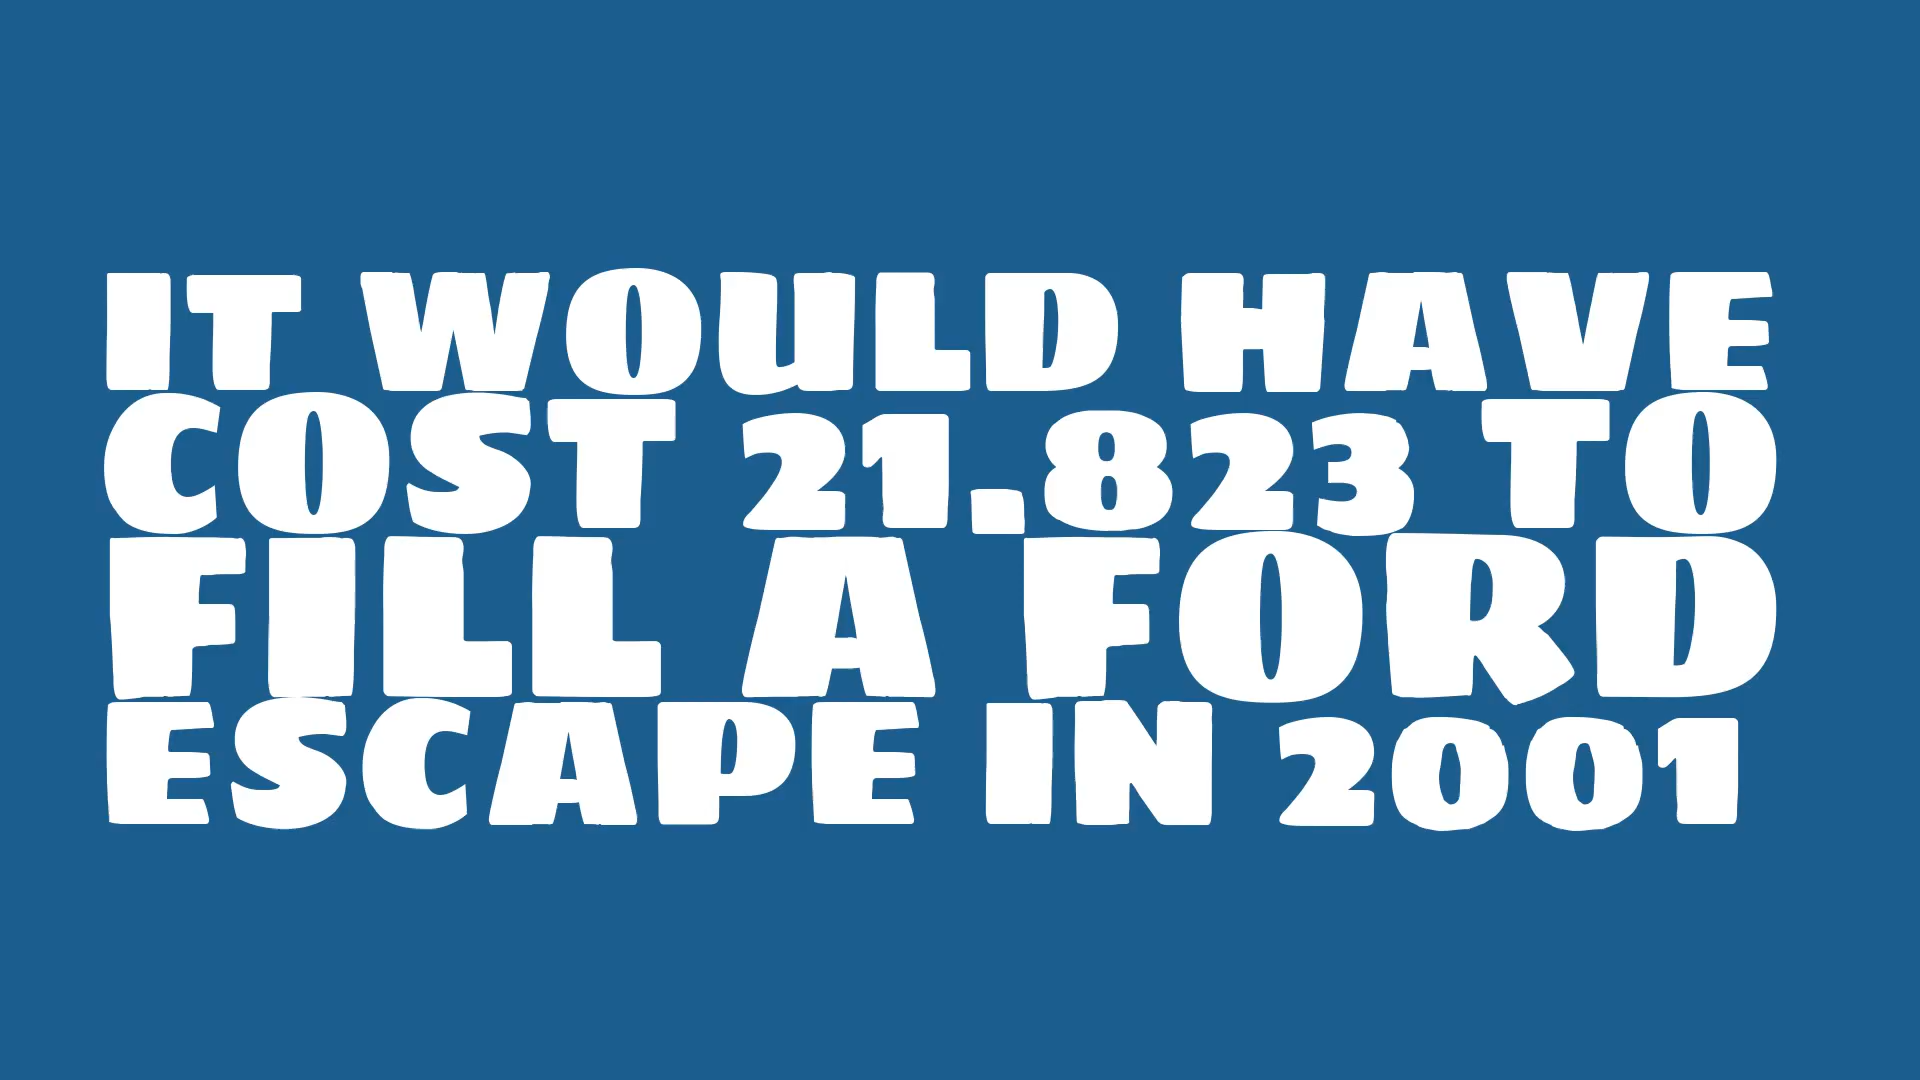 IT WOULD HAVE
COST 21.823 TO
FILL A FORD
ESCAPE IN 2001